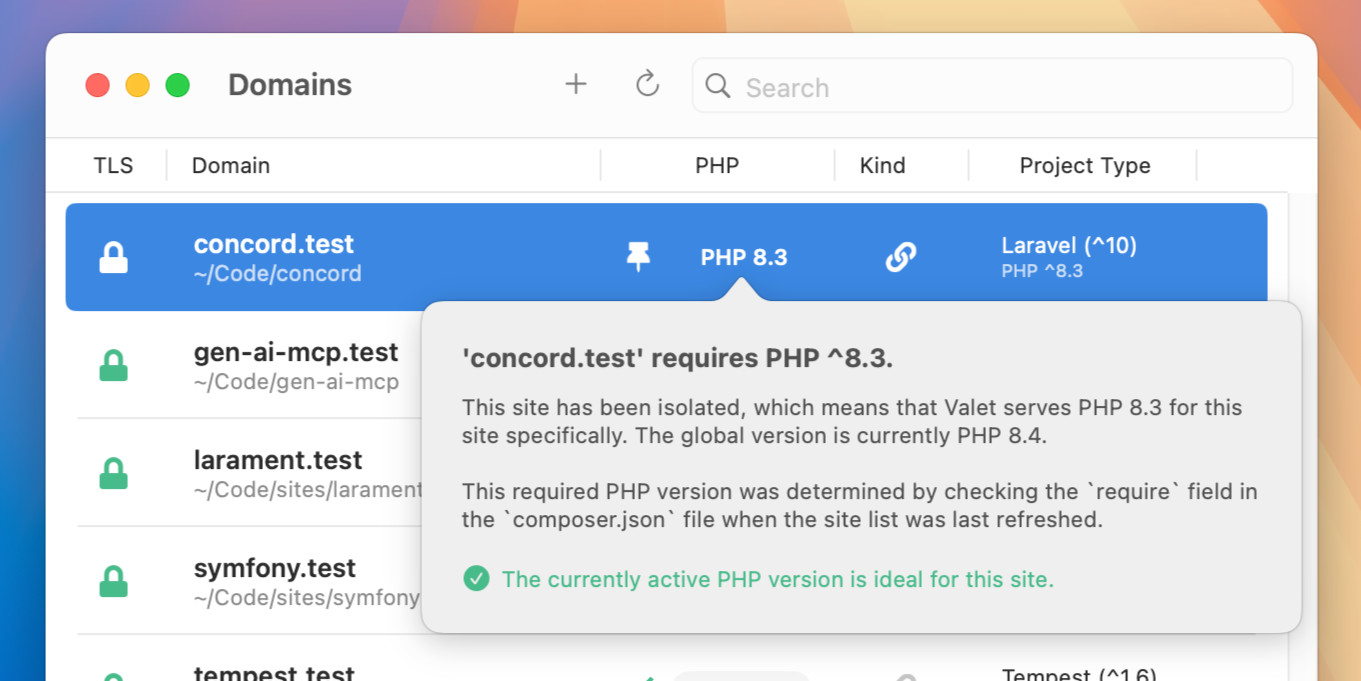 Domains
Search
TLS Domain PHP Kind Project Type
concord.test
~/Code/concord
PHP 8.3
Laravel (^10)
PHP ^8.3
gen-ai-mcp.test
~/Code/gen-ai-mcp
larament.test
~/Code/sites/larament
symfony.test
~/Code/sites/symfony
'concord.test' requires PHP ^8.3.
This site has been isolated, which means that Valet serves PHP 8.3 for this
site specifically. The global version is currently PHP 8.4.
This required PHP version was determined by checking the `require` field in
the `composer.json` file when the site list was last refreshed.
The currently active PHP version is ideal for this site.
tempest.test
Tempest (^1.6)